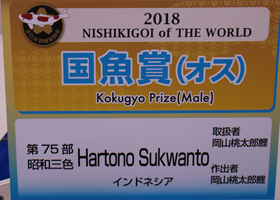 2018
NISHIKIGOI of THE WORLD
国魚賞(オス)
Kokugyo Prize(Male)
第75部
昭和三色
Hartono Sukwanto
インドネシア
取扱者
岡山桃太郎鯉
作出者
岡山桃太郎鯉